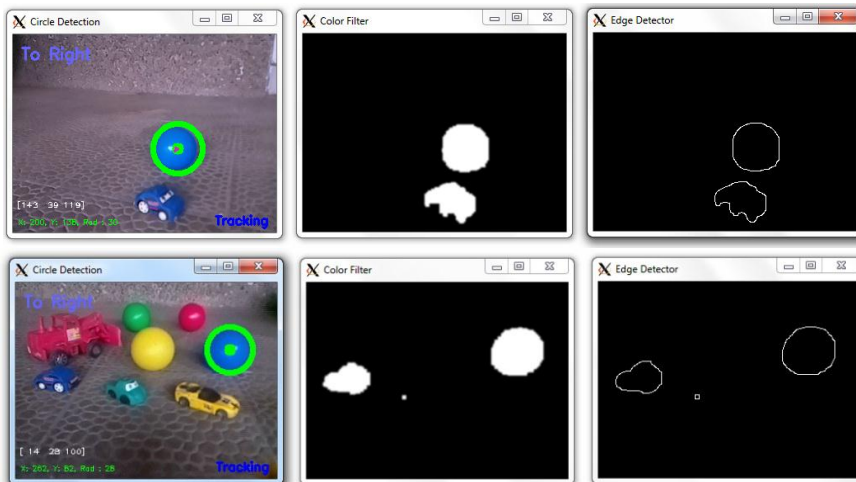 Circle Detection
Color Filter
Edge Detector
To Right
[143 39 119]
X: 200, Y: 138, Rad : 30
Tracking
Circle Detection
Color Filter
Edge Detector
To Right
[ 14 28 100]
X: 262, Y: 82, Rad : 28
Tracking